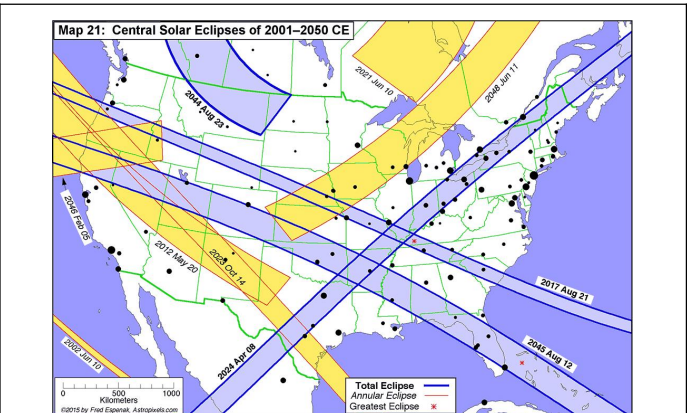 Map 21: Central Solar Eclipses of 2001–2050 CE
2021 Jun 10
2048 Jun 11
2044 Aug 23
2046 Feb 05
2012 May 20
2023 Oct 14
2017 Aug 21
2045 Aug 12
2002 Jun 10
2024 Apr 08
0 500 1000
Kilometers
©2015 by Fred Espenak, Astropixels.com
Total Eclipse
Annular Eclipse
Greatest Eclipse